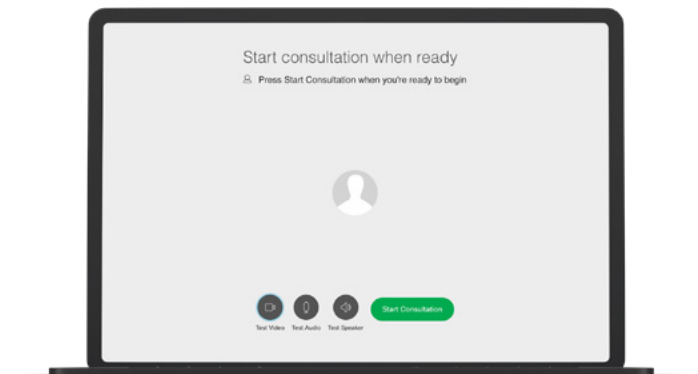 Start consultation when ready
Press Start Consultation when you're ready to begin
Test Video Test Audio Test Speaker
Start Consultation